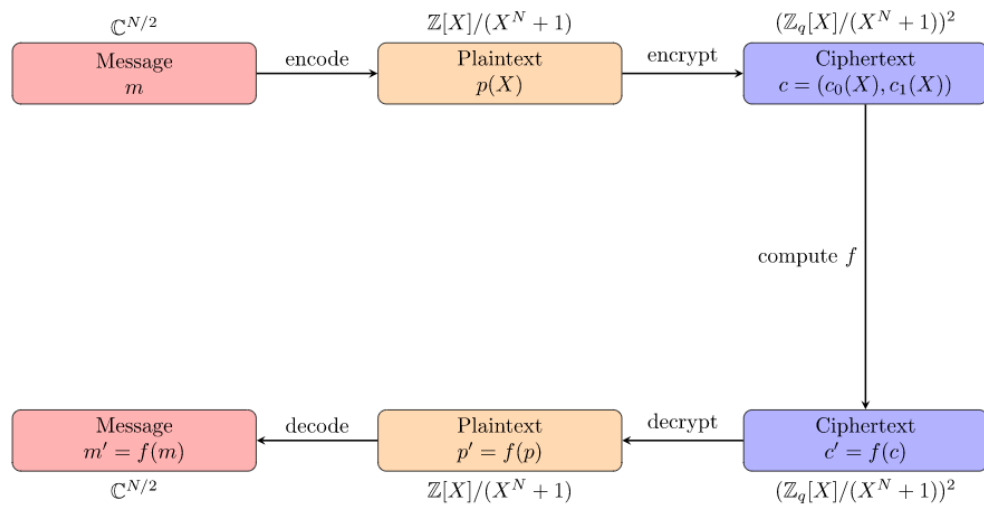 ℂ^{N/2}
ℤ[X]/(X^N + 1)
(ℤ_q[X]/(X^N + 1))^2
Message
m
encode
Plaintext
p(X)
encrypt
Ciphertext
c = (c_0(X), c_1(X))
compute f
Message
m′ = f(m)
decode
Plaintext
p′ = f(p)
decrypt
Ciphertext
c′ = f(c)
ℂ^{N/2}
ℤ[X]/(X^N + 1)
(ℤ_q[X]/(X^N + 1))^2